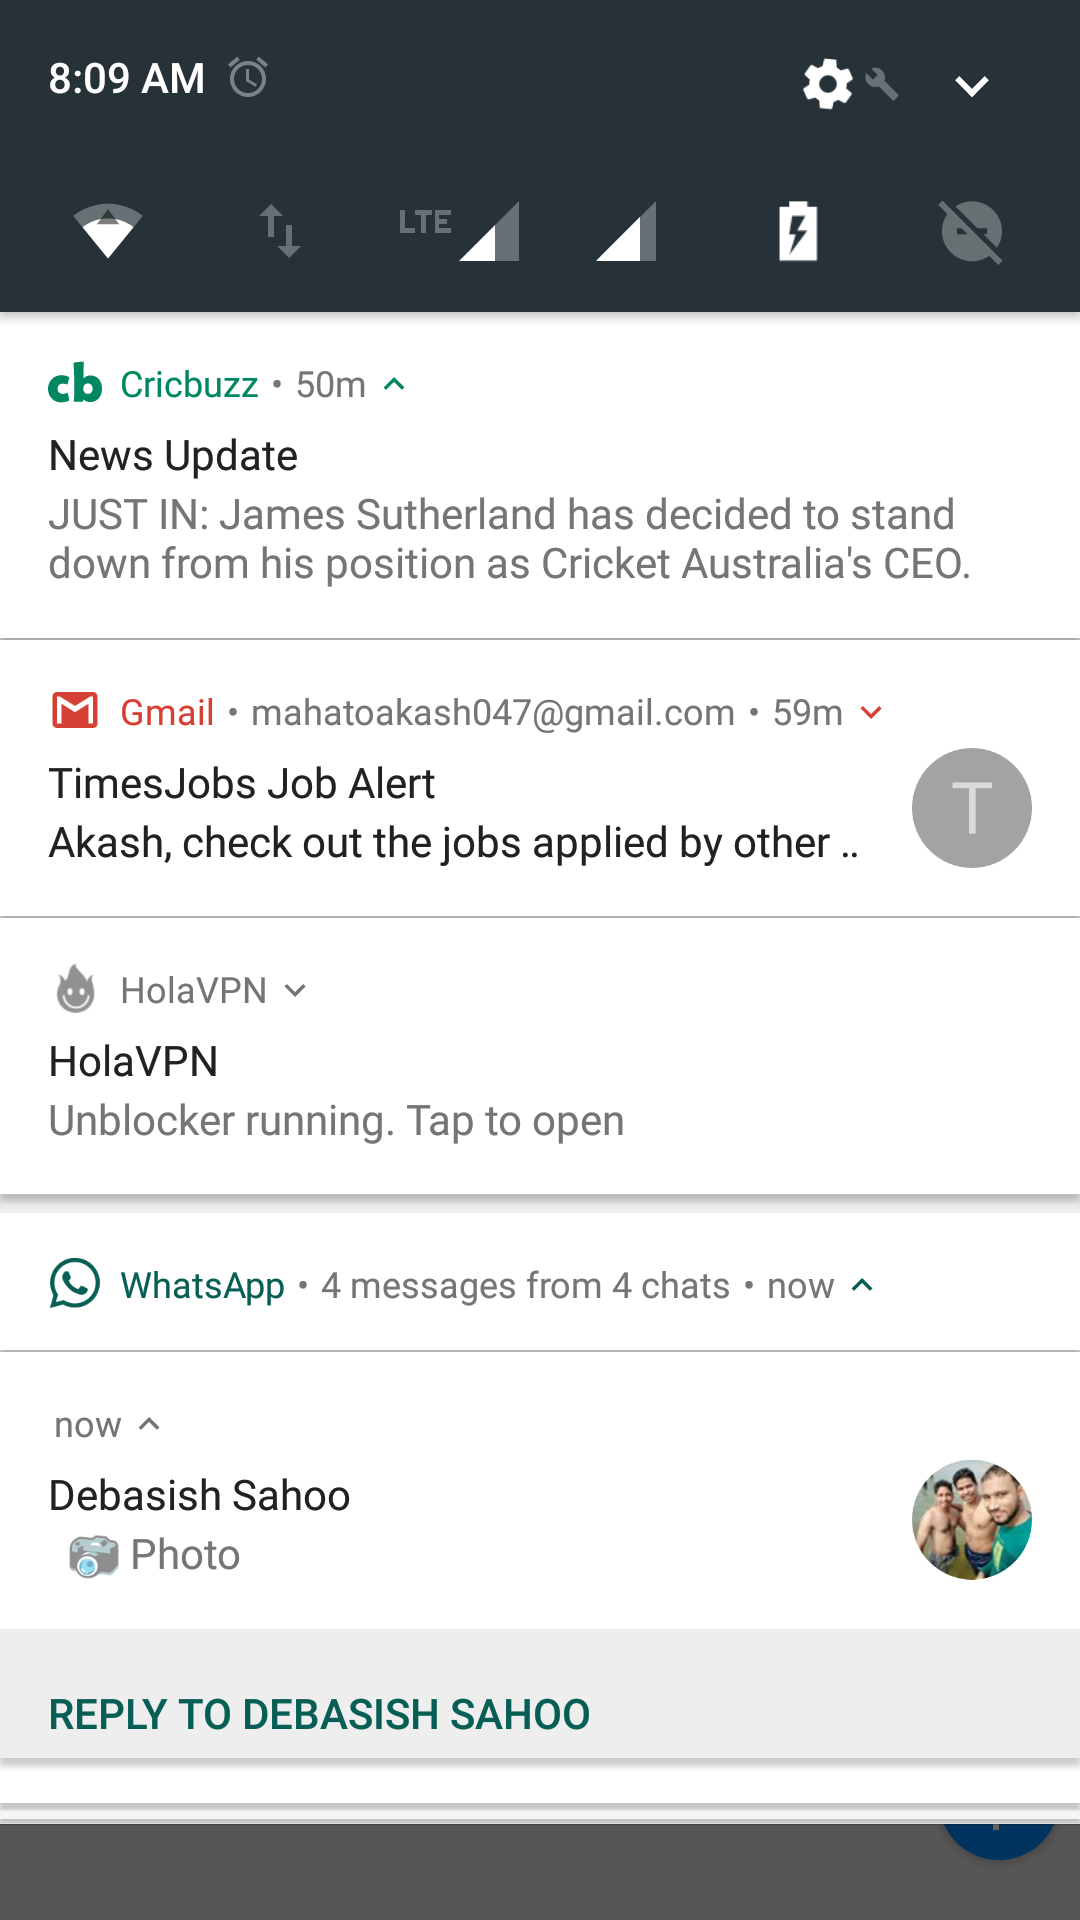 8:09 AM
LTE
cb Cricbuzz • 50m
News Update
JUST IN: James Sutherland has decided to stand
down from his position as Cricket Australia's CEO.
Gmail • mahatoakash047@gmail.com • 59m
TimesJobs Job Alert
T
Akash, check out the jobs applied by other ..
HolaVPN
HolaVPN
Unblocker running. Tap to open
WhatsApp • 4 messages from 4 chats • now
now
Debasish Sahoo
Photo
REPLY TO DEBASISH SAHOO